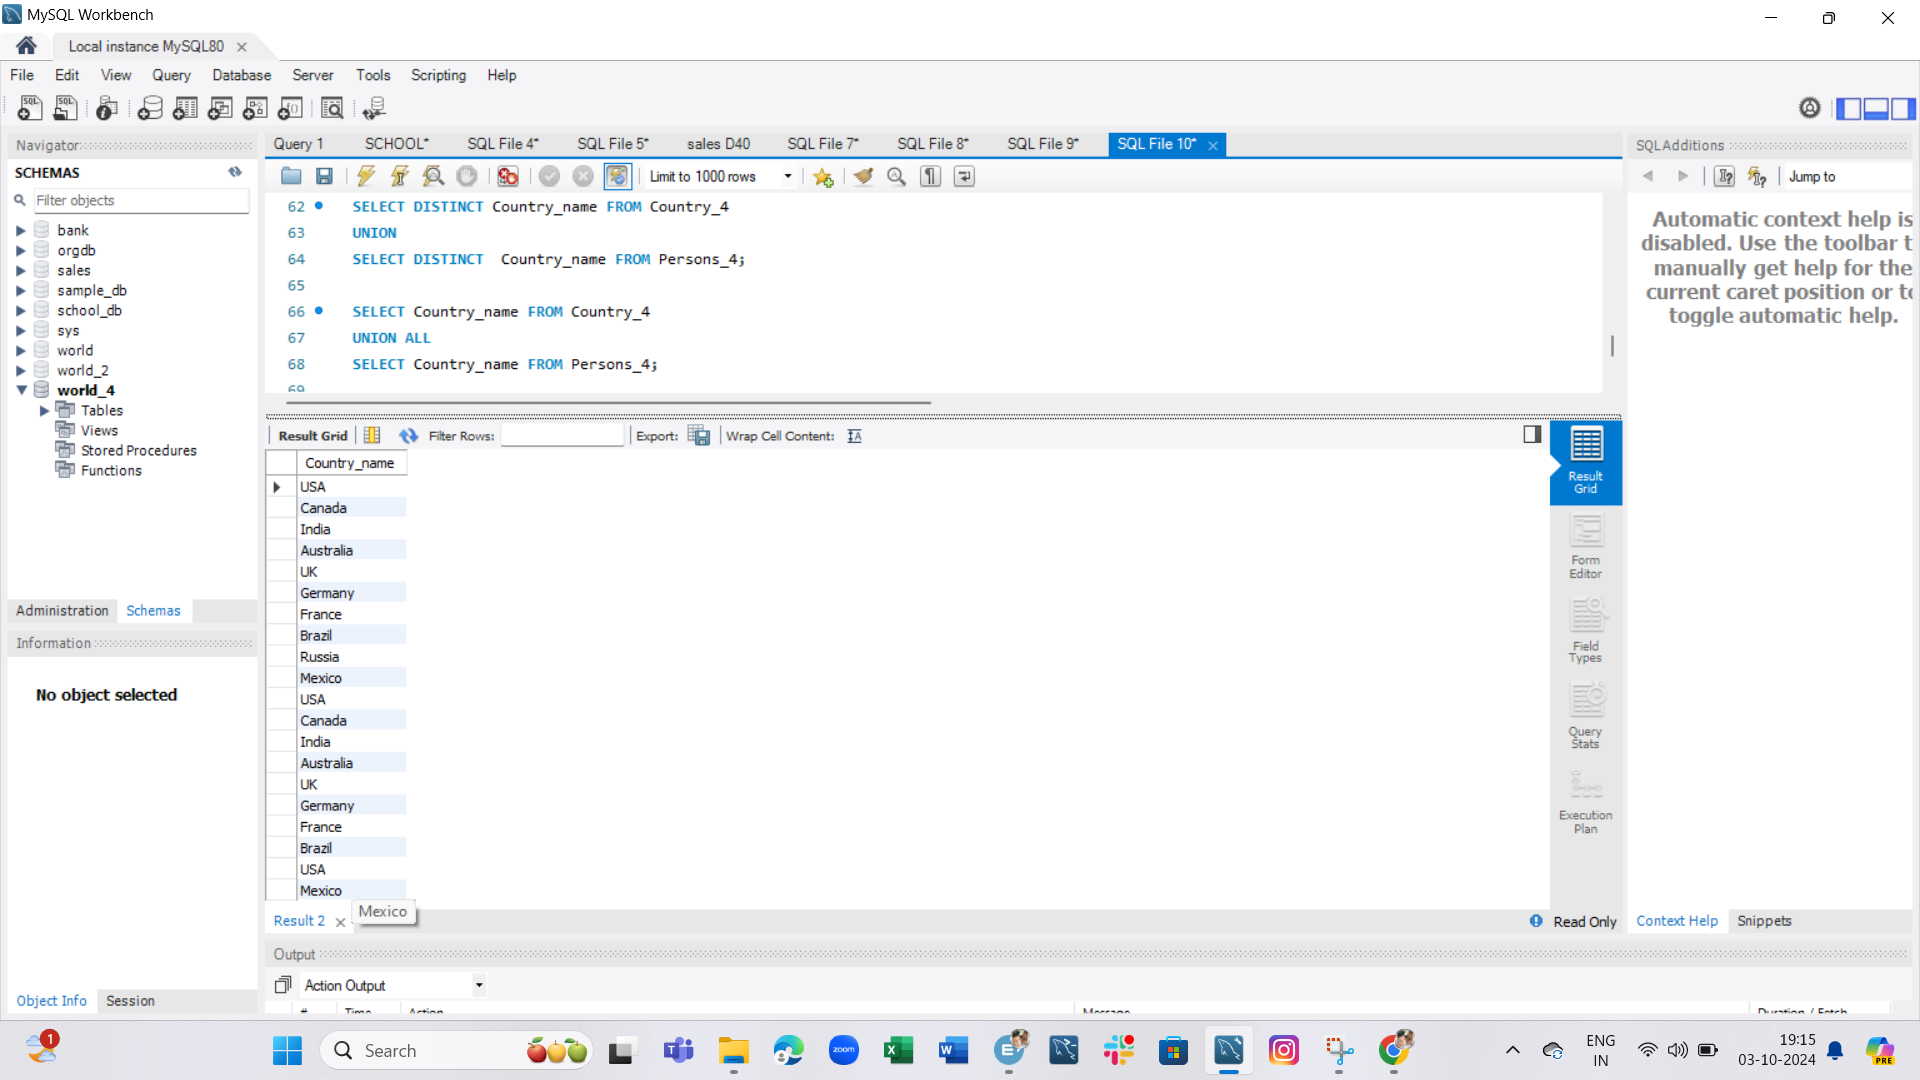 MySQL Workbench
Local instance MySQL80
File Edit View Query Database Server Tools Scripting Help
Navigator
SCHEMAS
Filter objects
bank
orgdb
sales
sample_db
school_db
sys
world
world_2
world_4
Tables
Views
Stored Procedures
Functions
Administration Schemas
Information
No object selected
Object Info Session
Query 1 SCHOOL* SQL File 4* SQL File 5* sales D40 SQL File 7* SQL File 8* SQL File 9* SQL File 10*
Limit to 1000 rows
62 SELECT DISTINCT Country_name FROM Country_4
63 UNION
64 SELECT DISTINCT Country_name FROM Persons_4;
65
66 SELECT Country_name FROM Country_4
67 UNION ALL
68 SELECT Country_name FROM Persons_4;
69
Result Grid Filter Rows: Export: Wrap Cell Content:
Country_name
USA
Canada
India
Australia
UK
Germany
France
Brazil
Russia
Mexico
USA
Canada
India
Australia
UK
Germany
France
Brazil
USA
Mexico
Mexico
Result 2
Read Only
Result
Grid
Form
Editor
Field
Types
Query
Stats
Execution
Plan
Output
Action Output
# Time Action Message Duration / Fetch
SQLAdditions
Jump to
Automatic context help is
disabled. Use the toolbar t
manually get help for the
current caret position or to
toggle automatic help.
Context Help Snippets
1
Search
zoom
ENG
IN
19:15
03-10-2024
PRE